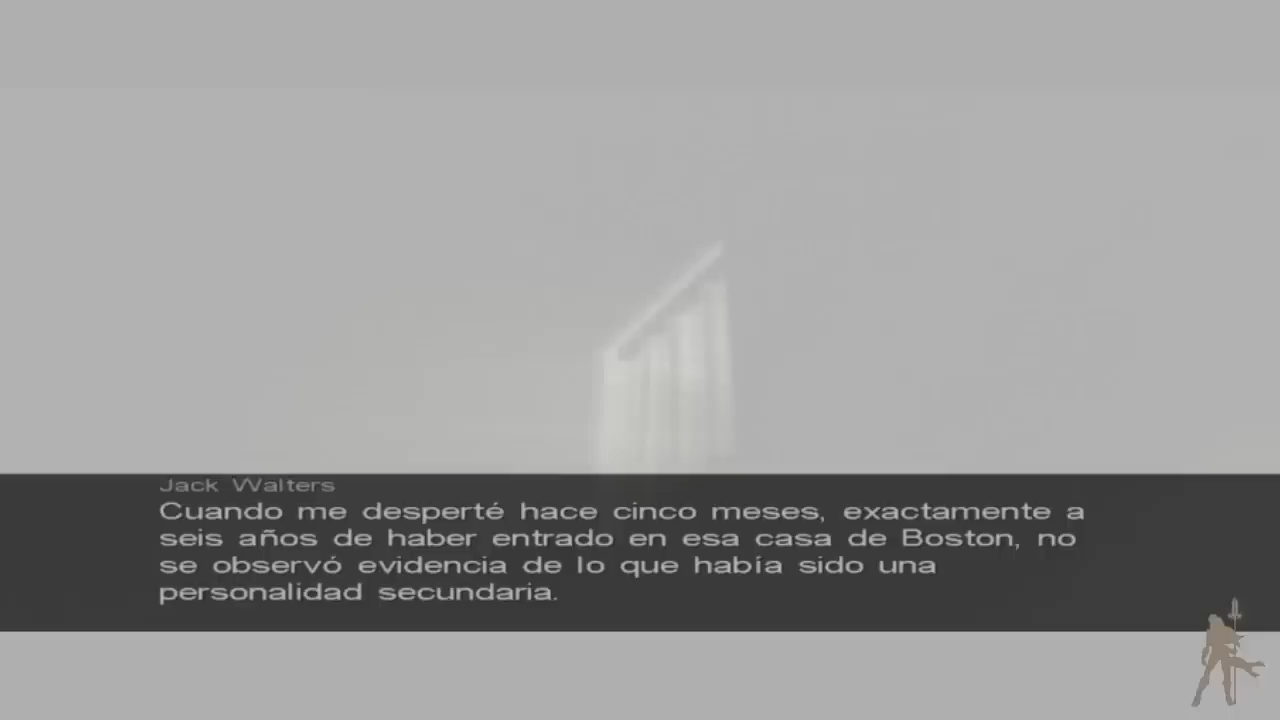 Jack Walters
Cuando me desperté hace cinco meses, exactamente a
seis años de haber entrado en esa casa de Boston, no
se observó evidencia de lo que había sido una
personalidad secundaria.